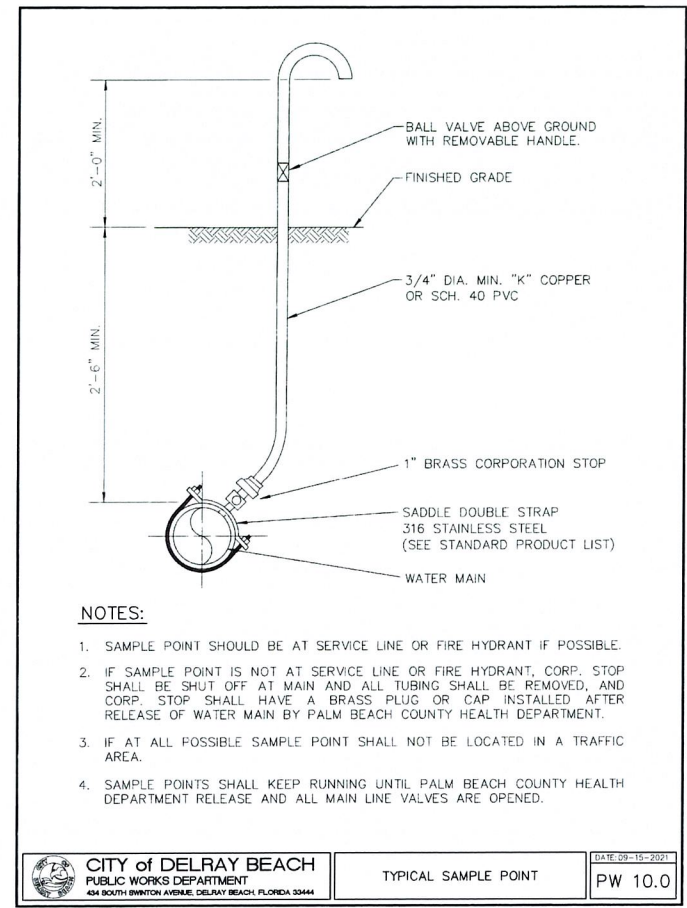 BALL VALVE ABOVE GROUND
WITH REMOVABLE HANDLE.
2'-0" MIN.
FINISHED GRADE
3/4" DIA. MIN. "K" COPPER
OR SCH. 40 PVC
2'-6" MIN.
1" BRASS CORPORATION STOP
SADDLE DOUBLE STRAP
316 STAINLESS STEEL
(SEE STANDARD PRODUCT LIST)
WATER MAIN
NOTES:
1. SAMPLE POINT SHOULD BE AT SERVICE LINE OR FIRE HYDRANT IF POSSIBLE.
2. IF SAMPLE POINT IS NOT AT SERVICE LINE OR FIRE HYDRANT, CORP. STOP
SHALL BE SHUT OFF AT MAIN AND ALL TUBING SHALL BE REMOVED, AND
CORP. STOP SHALL HAVE A BRASS PLUG OR CAP INSTALLED AFTER
RELEASE OF WATER MAIN BY PALM BEACH COUNTY HEALTH DEPARTMENT.
3. IF AT ALL POSSIBLE SAMPLE POINT SHALL NOT BE LOCATED IN A TRAFFIC
AREA.
4. SAMPLE POINTS SHALL KEEP RUNNING UNTIL PALM BEACH COUNTY HEALTH
DEPARTMENT RELEASE AND ALL MAIN LINE VALVES ARE OPENED.
CITY of DELRAY BEACH
PUBLIC WORKS DEPARTMENT
434 SOUTH SWINTON AVENUE, DELRAY BEACH, FLORIDA 33444
TYPICAL SAMPLE POINT
DATE: 09-15-2021
PW 10.0